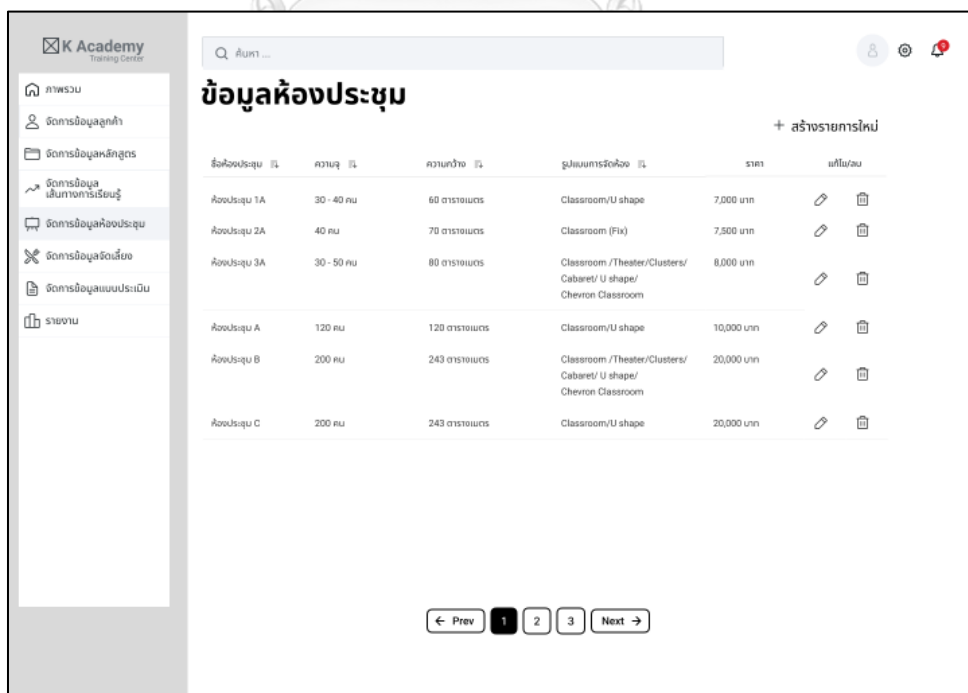 K Academy
Training Center
ค้นหา ...
9
ภาพรวม
จัดการข้อมูลลูกค้า
จัดการข้อมูลหลักสูตร
จัดการข้อมูล
เส้นทางการเรียนรู้
จัดการข้อมูลห้องประชุม
จัดการข้อมูลจัดเลี้ยง
จัดการข้อมูลแบบประเมิน
รายงาน
ข้อมูลห้องประชุม
+ สร้างรายการใหม่
ชื่อห้องประชุม ความจุ ความกว้าง รูปแบบการจัดห้อง ราคา แก้ไข/ลบ
ห้องประชุม 1A 30 - 40 คน 60 ตารางเมตร Classroom/U shape 7,000 บาท
ห้องประชุม 2A 40 คน 70 ตารางเมตร Classroom (Fix) 7,500 บาท
ห้องประชุม 3A 30 - 50 คน 80 ตารางเมตร Classroom /Theater/Clusters/ 8,000 บาท
Cabaret/ U shape/
Chevron Classroom
ห้องประชุม A 120 คน 120 ตารางเมตร Classroom/U shape 10,000 บาท
ห้องประชุม B 200 คน 243 ตารางเมตร Classroom /Theater/Clusters/ 20,000 บาท
Cabaret/ U shape/
Chevron Classroom
ห้องประชุม C 200 คน 243 ตารางเมตร Classroom/U shape 20,000 บาท
← Prev 1 2 3 Next →